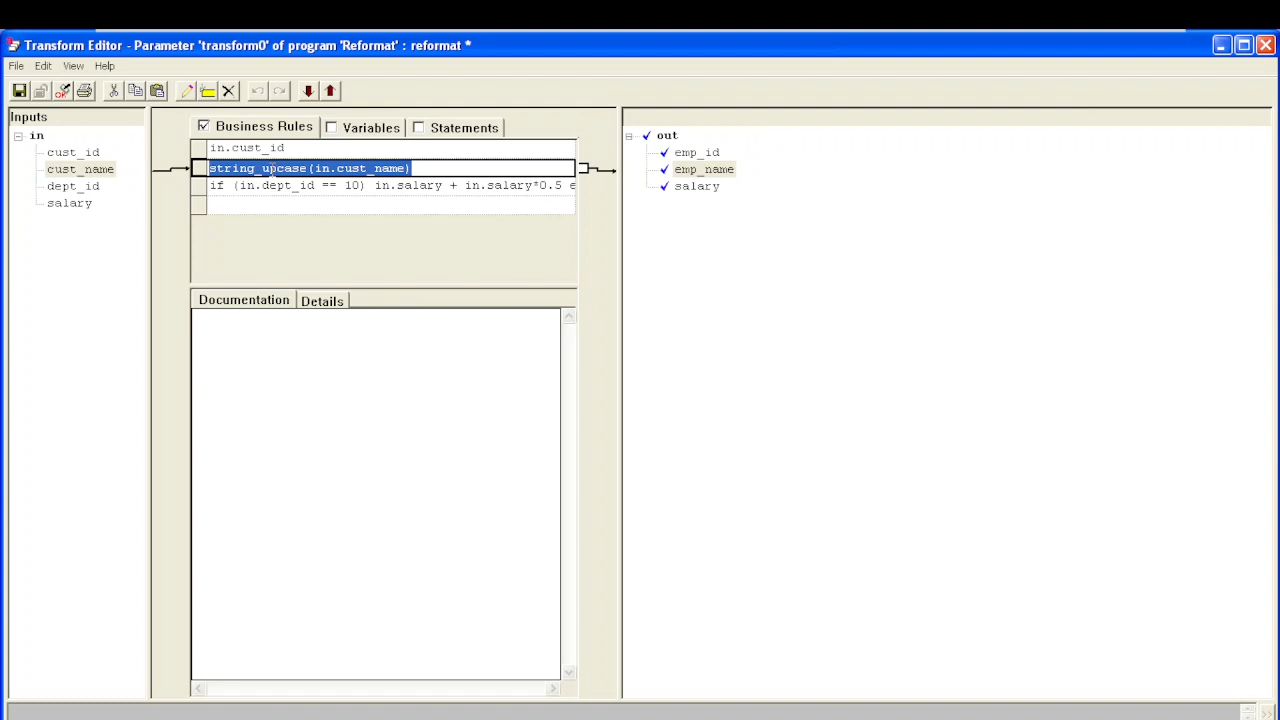 Transform Editor - Parameter 'transform0' of program 'Reformat' : reformat *
File Edit View Help
Inputs
in
cust_id
cust_name
dept_id
salary
Business Rules Variables Statements
in.cust_id
string_upcase(in.cust_name)
if (in.dept_id == 10) in.salary + in.salary*0.5 e
Documentation Details
out
emp_id
emp_name
salary